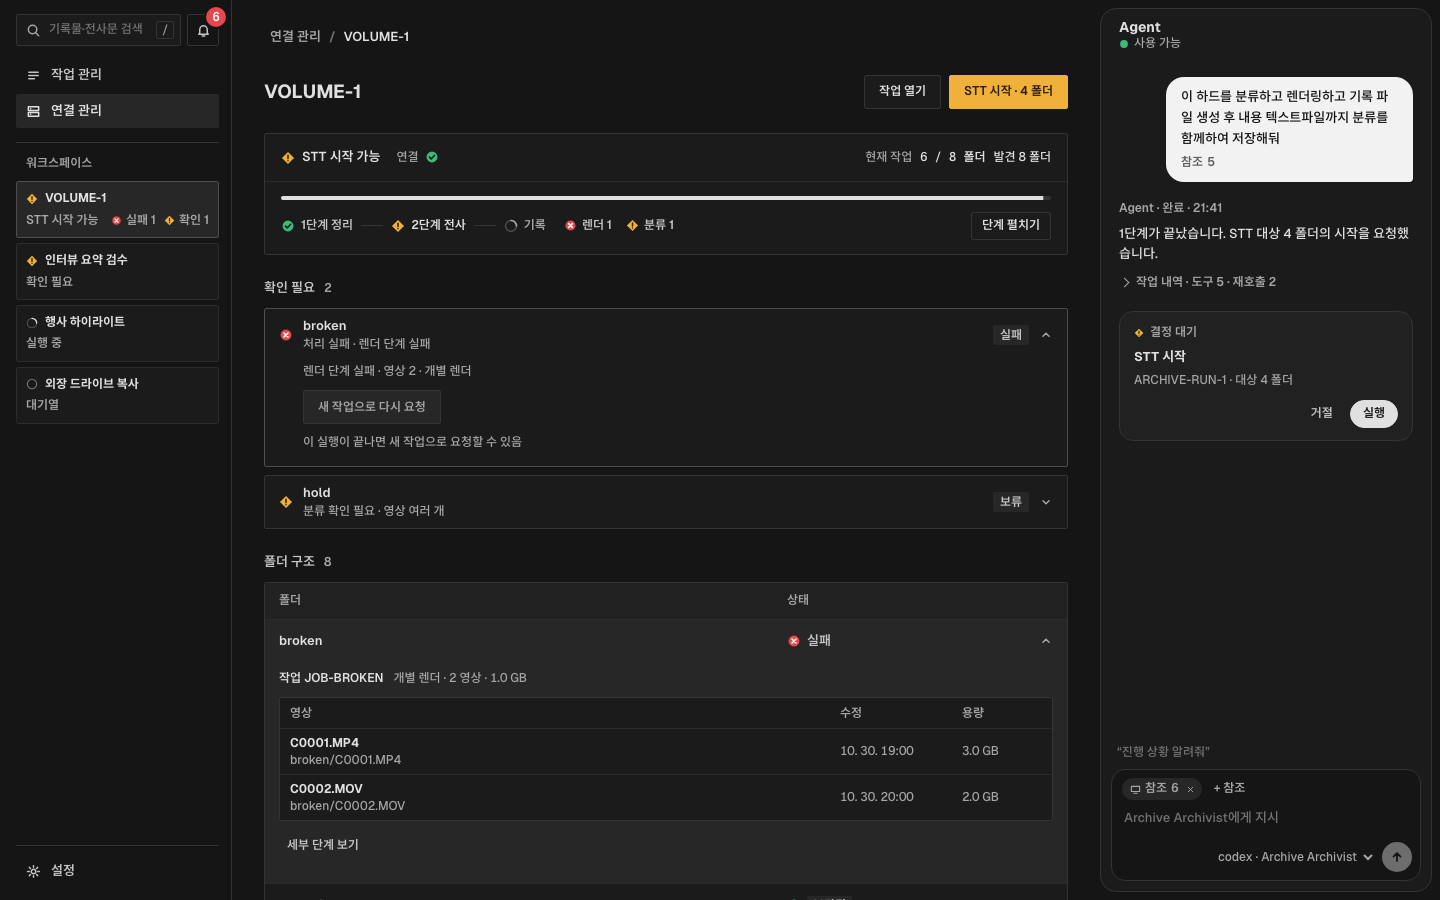 기록물·전사문 검색 /
6
작업 관리
연결 관리
워크스페이스
VOLUME-1
STT 시작 가능 실패 1 확인 1
인터뷰 요약 검수
확인 필요
행사 하이라이트
실행 중
외장 드라이브 복사
대기열
설정
연결 관리 / VOLUME-1
VOLUME-1
작업 열기
STT 시작 · 4 폴더
STT 시작 가능 연결
현재 작업 6 / 8 폴더 발견 8 폴더
1단계 정리 2단계 전사 기록 렌더 1 분류 1
단계 펼치기
확인 필요 2
broken
처리 실패 · 렌더 단계 실패
실패
렌더 단계 실패 · 영상 2 · 개별 렌더
새 작업으로 다시 요청
이 실행이 끝나면 새 작업으로 요청할 수 있음
hold
분류 확인 필요 · 영상 여러 개
보류
폴더 구조 8
폴더 상태
broken 실패
작업 JOB-BROKEN 개별 렌더 · 2 영상 · 1.0 GB
영상 수정 용량
C0001.MP4
broken/C0001.MP4
10. 30. 19:00 3.0 GB
C0002.MOV
broken/C0002.MOV
10. 30. 20:00 2.0 GB
세부 단계 보기
Agent
사용 가능
이 하드를 분류하고 렌더링하고 기록 파
일 생성 후 내용 텍스트파일까지 분류를
함께하여 저장해둬
참조 5
Agent · 완료 · 21:41
1단계가 끝났습니다. STT 대상 4 폴더의 시작을 요청했
습니다.
작업 내역 · 도구 5 · 재호출 2
결정 대기
STT 시작
ARCHIVE-RUN-1 · 대상 4 폴더
거절 실행
“진행 상황 알려줘”
참조 6 × + 참조
Archive Archivist에게 지시
codex · Archive Archivist